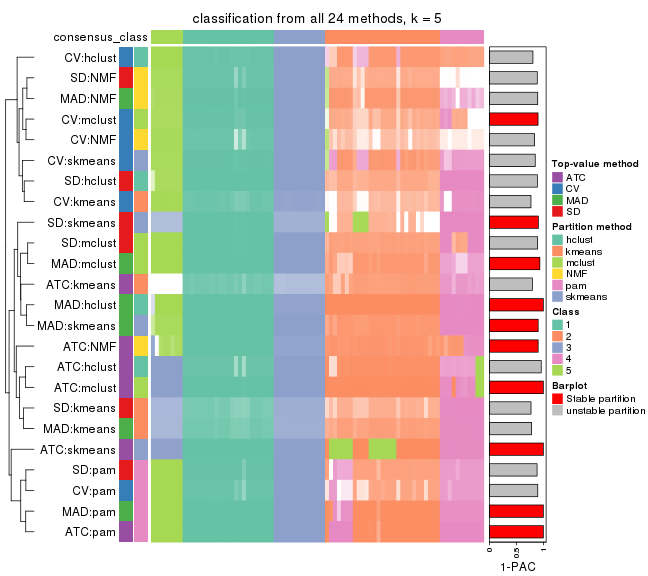 classification from all 24 methods, k = 5
consensus_class
CV:hclust
SD:NMF
MAD:NMF
CV:mclust
CV:NMF
CV:skmeans
SD:hclust
CV:kmeans
SD:skmeans
SD:mclust
MAD:mclust
ATC:kmeans
MAD:hclust
MAD:skmeans
ATC:NMF
ATC:hclust
ATC:mclust
SD:kmeans
MAD:kmeans
ATC:skmeans
SD:pam
CV:pam
MAD:pam
ATC:pam
0
0.5
1
1-PAC
Top-value method
ATC
CV
MAD
SD
Partition method
hclust
kmeans
mclust
NMF
pam
skmeans
Class
1
2
3
4
5
Barplot
Stable partition
unstable partition